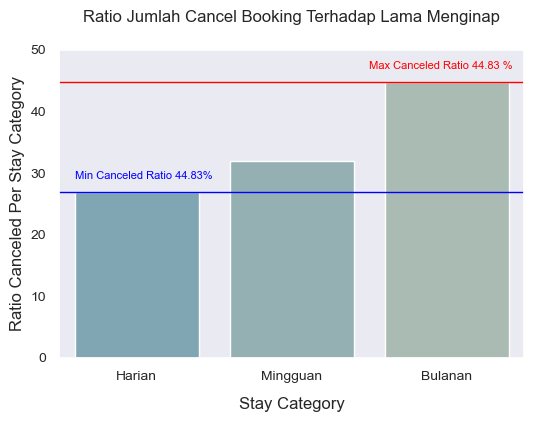 Ratio Jumlah Cancel Booking Terhadap Lama Menginap
50
Max Canceled Ratio 44.83 %
40
30
Min Canceled Ratio 44.83%
20
10
0
Ratio Canceled Per Stay Category
Harian
Mingguan
Bulanan
Stay Category